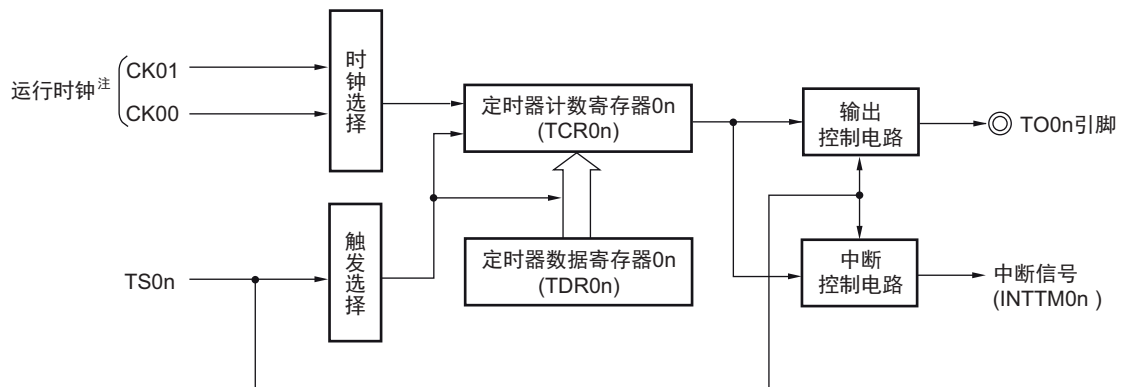 运行时钟注
CK01
CK00
时钟选择
定时器计数寄存器0n
(TCR0n)
输出
控制电路
TO0n引脚
TS0n
触发选择
定时器数据寄存器0n
(TDR0n)
中断
控制电路
中断信号
(INTTM0n )